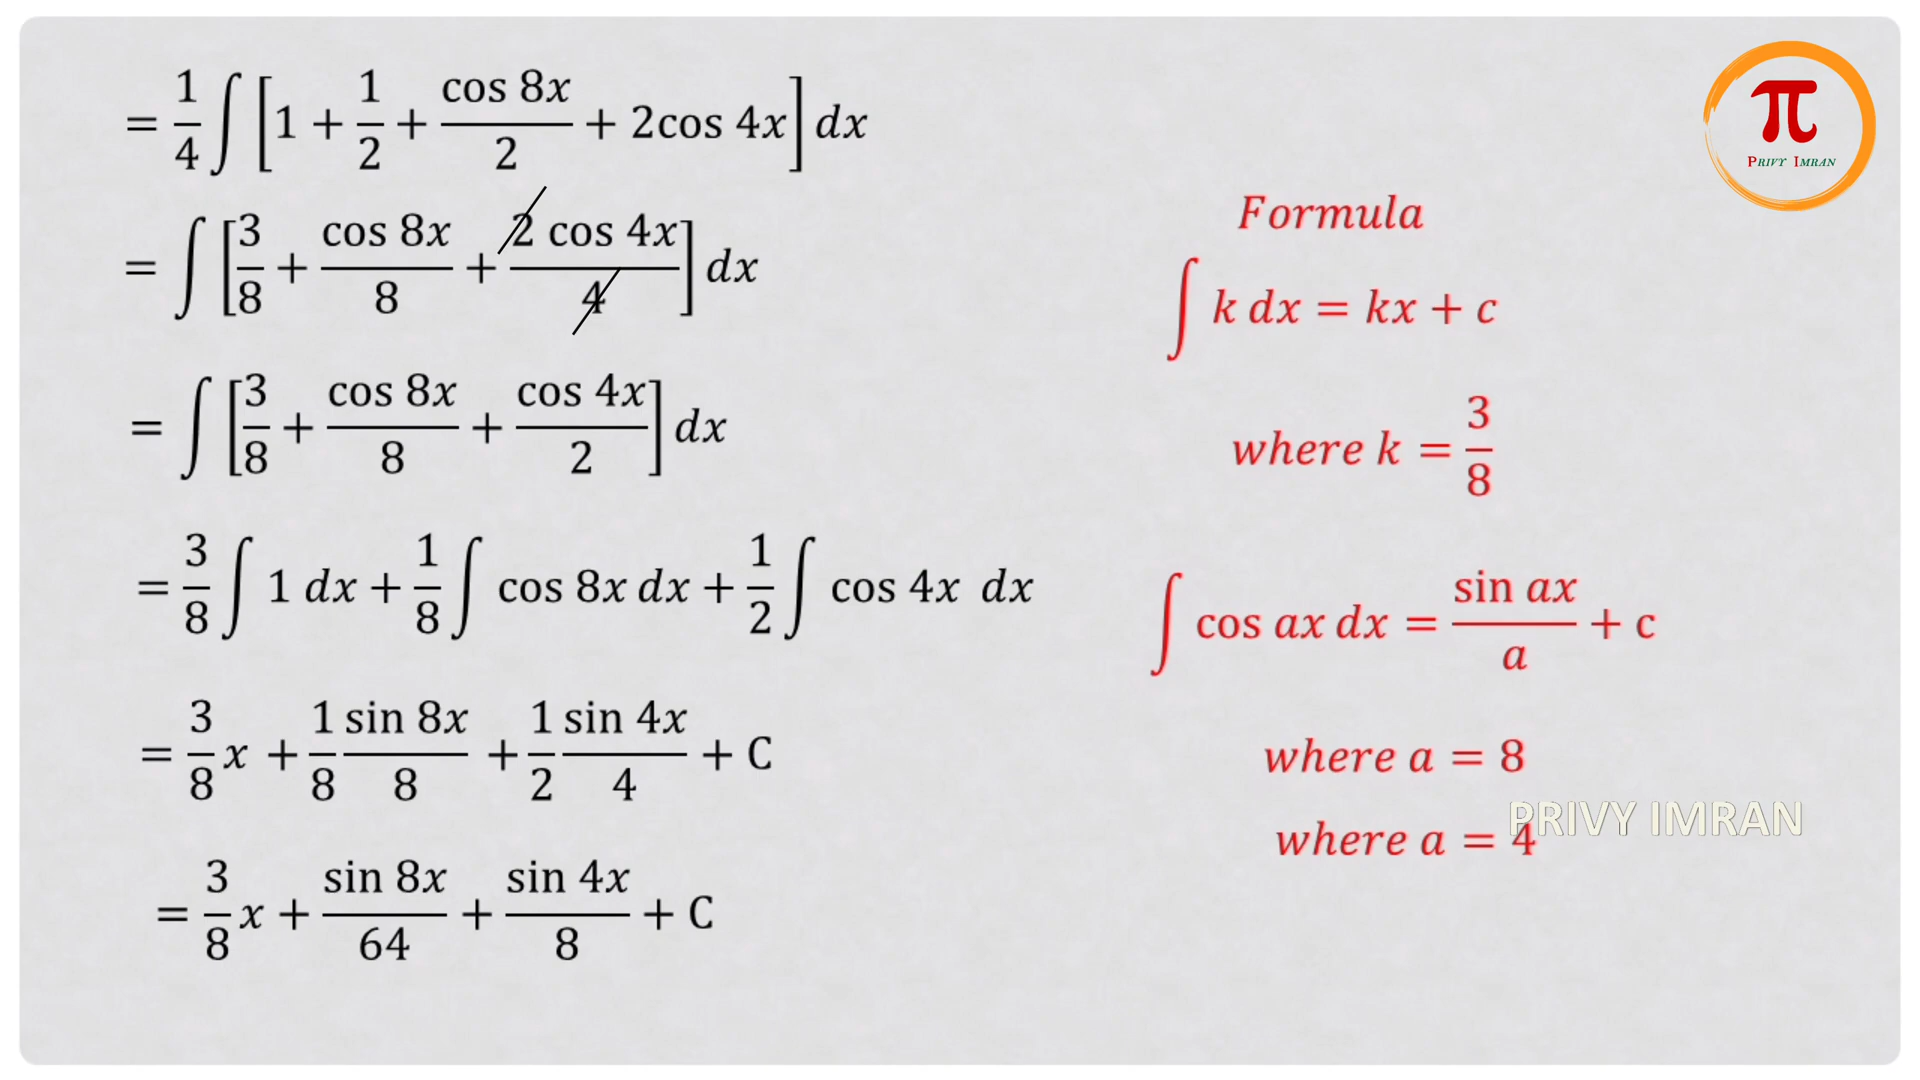 = 1/4 ∫ [1 + 1/2 + cos 8x/2 + 2cos 4x] dx
= ∫ [3/8 + cos 8x/8 + 2 cos 4x/4] dx
= ∫ [3/8 + cos 8x/8 + cos 4x/2] dx
= 3/8 ∫ 1 dx + 1/8 ∫ cos 8x dx + 1/2 ∫ cos 4x dx
= 3/8 x + 1/8 sin 8x/8 + 1/2 sin 4x/4 + C
= 3/8 x + sin 8x/64 + sin 4x/8 + C
π
PRIVY IMRAN
Formula
∫ k dx = kx + c
where k = 3/8
∫ cos ax dx = sin ax/a + c
where a = 8
PRIVY IMRAN
where a = 4